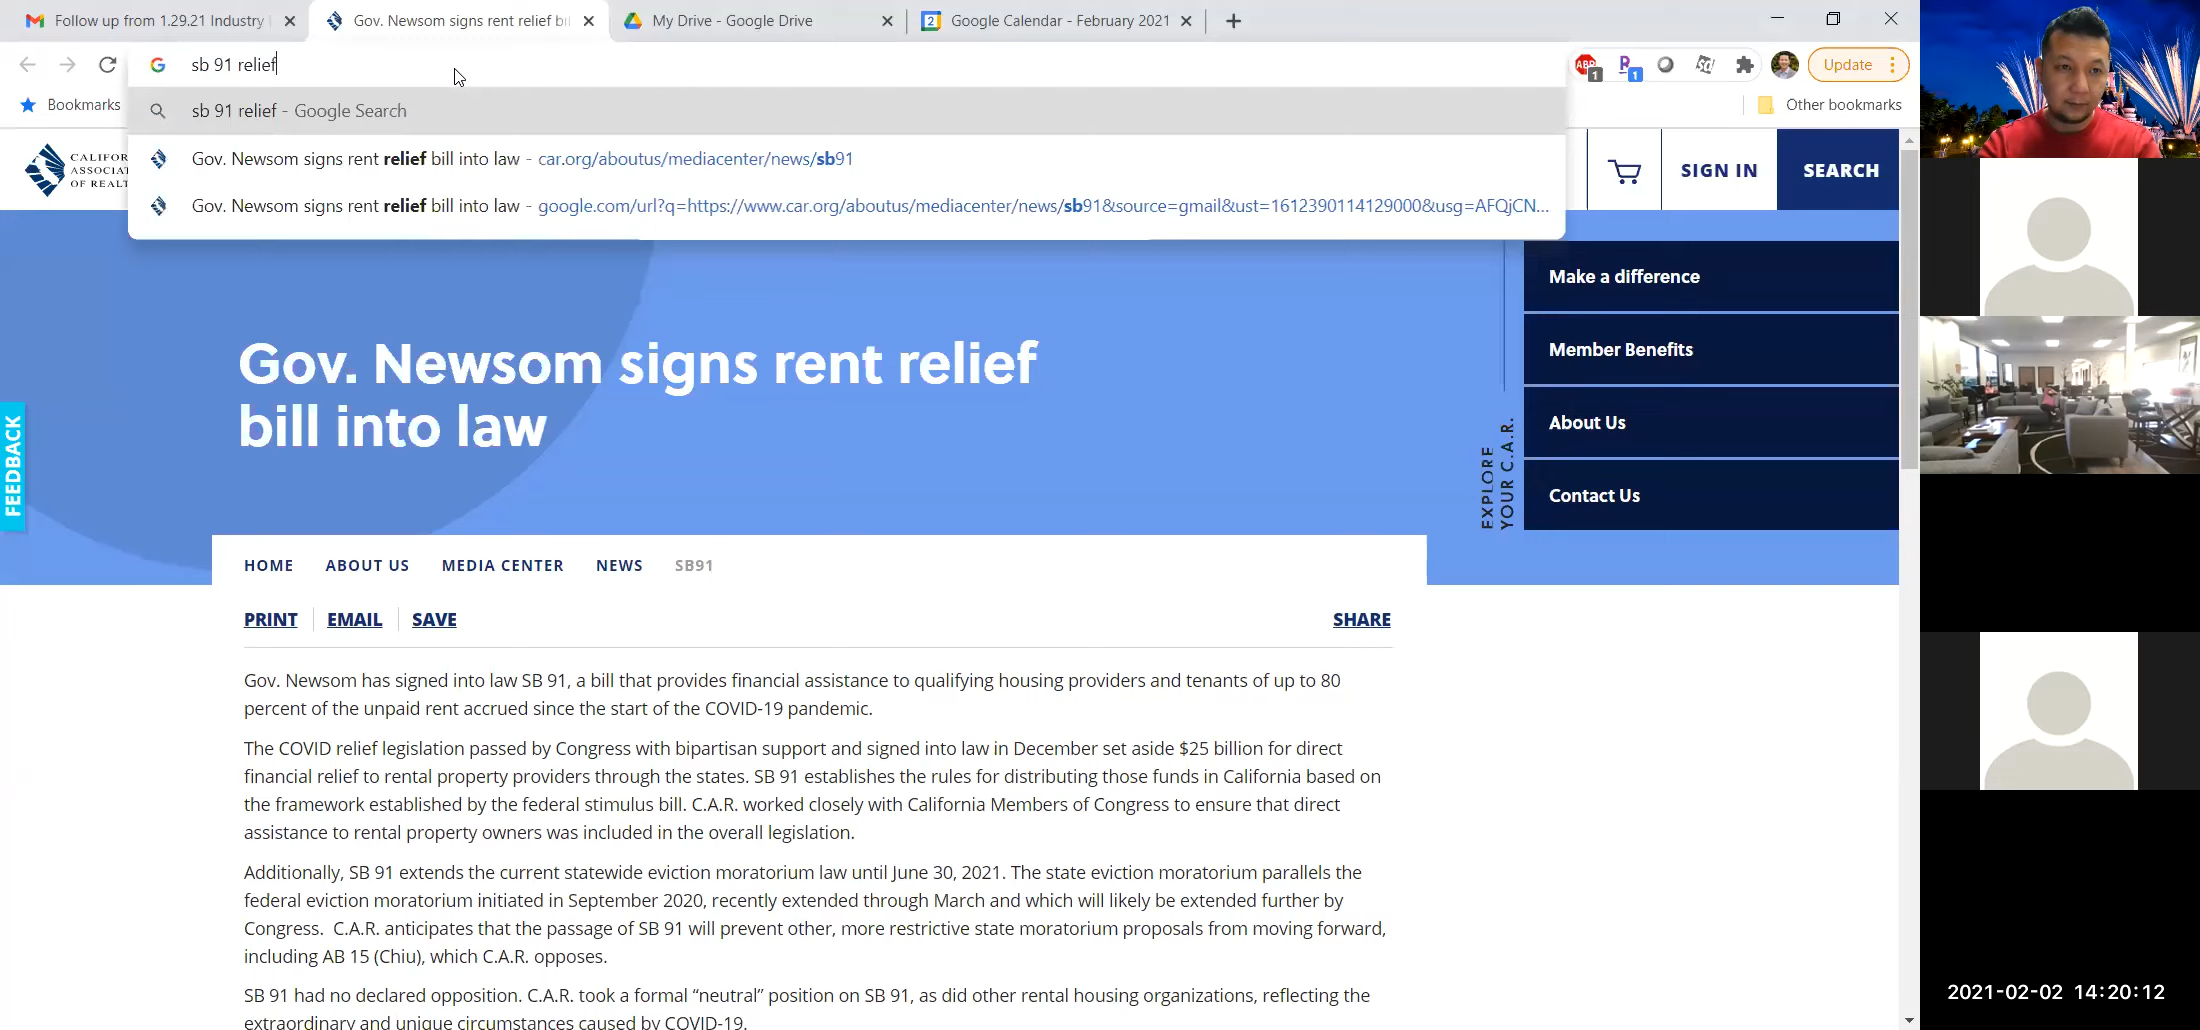 Follow up from 1.29.21 Industry
Gov. Newsom signs rent relief bi
My Drive - Google Drive
2
Google Calendar - February 2021
sb 91 relief
ABP
1
R
1
Update
Bookmarks
Other bookmarks
sb 91 relief - Google Search
Gov. Newsom signs rent relief bill into law - car.org/aboutus/mediacenter/news/sb91
Gov. Newsom signs rent relief bill into law - google.com/url?q=https://www.car.org/aboutus/mediacenter/news/sb91&source=gmail&ust=1612390114129000&usg=AFQjCN...
CALIFOR
ASSOCIA
OF REALT
SIGN IN
SEARCH
Make a difference
Member Benefits
About Us
Contact Us
EXPLORE
YOUR C.A.R.
FEEDBACK
Gov. Newsom signs rent relief
bill into law
HOME ABOUT US MEDIA CENTER NEWS SB91
PRINT EMAIL SAVE SHARE
Gov. Newsom has signed into law SB 91, a bill that provides financial assistance to qualifying housing providers and tenants of up to 80
percent of the unpaid rent accrued since the start of the COVID-19 pandemic.
The COVID relief legislation passed by Congress with bipartisan support and signed into law in December set aside $25 billion for direct
financial relief to rental property providers through the states. SB 91 establishes the rules for distributing those funds in California based on
the framework established by the federal stimulus bill. C.A.R. worked closely with California Members of Congress to ensure that direct
assistance to rental property owners was included in the overall legislation.
Additionally, SB 91 extends the current statewide eviction moratorium law until June 30, 2021. The state eviction moratorium parallels the
federal eviction moratorium initiated in September 2020, recently extended through March and which will likely be extended further by
Congress. C.A.R. anticipates that the passage of SB 91 will prevent other, more restrictive state moratorium proposals from moving forward,
including AB 15 (Chiu), which C.A.R. opposes.
SB 91 had no declared opposition. C.A.R. took a formal “neutral” position on SB 91, as did other rental housing organizations, reflecting the
extraordinary and unique circumstances caused by COVID-19.
2021-02-02 14:20:12